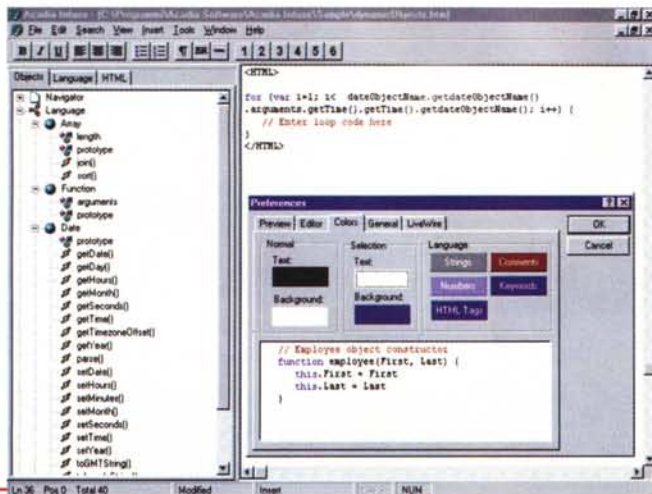 Acadia Infuse - [C:\Programmi\Acadia Software\Acadia Infuse\Sample\dynamicObjects.htm]
File Edit Search View Insert Tools Window Help
B I U ¶ BR — 1 2 3 4 5 6
Objects Language HTML
Navigator
Language
Array
length
prototype
join()
sort()
Function
arguments
prototype
Date
prototype
getDate()
getDay()
getHours()
getMonth()
getSeconds()
getTime()
getTimezoneOffset()
getYear()
parse()
setDate()
setHours()
setMinutes()
setMonth()
setSeconds()
setTime()
setYear()
toGMTString()
<HTML>
for (var i=1; i< dateObjectName.getdateObjectName()
.arguments.getTime().getTime().getdateObjectName(); i++) {
// Enter loop code here
}
</HTML>
Preferences
Preview Editor Colors General LiveWire
OK
Cancel
Normal
Text:
Background:
Selection
Text:
Background:
Language
Strings Comments
Numbers Keywords
HTML Tags
// Employee object constructor
function employee(First, Last) {
this.First = First
this.Last = Last
}
Ln 36 Pos 0 Total 40 Modified Insert NUM